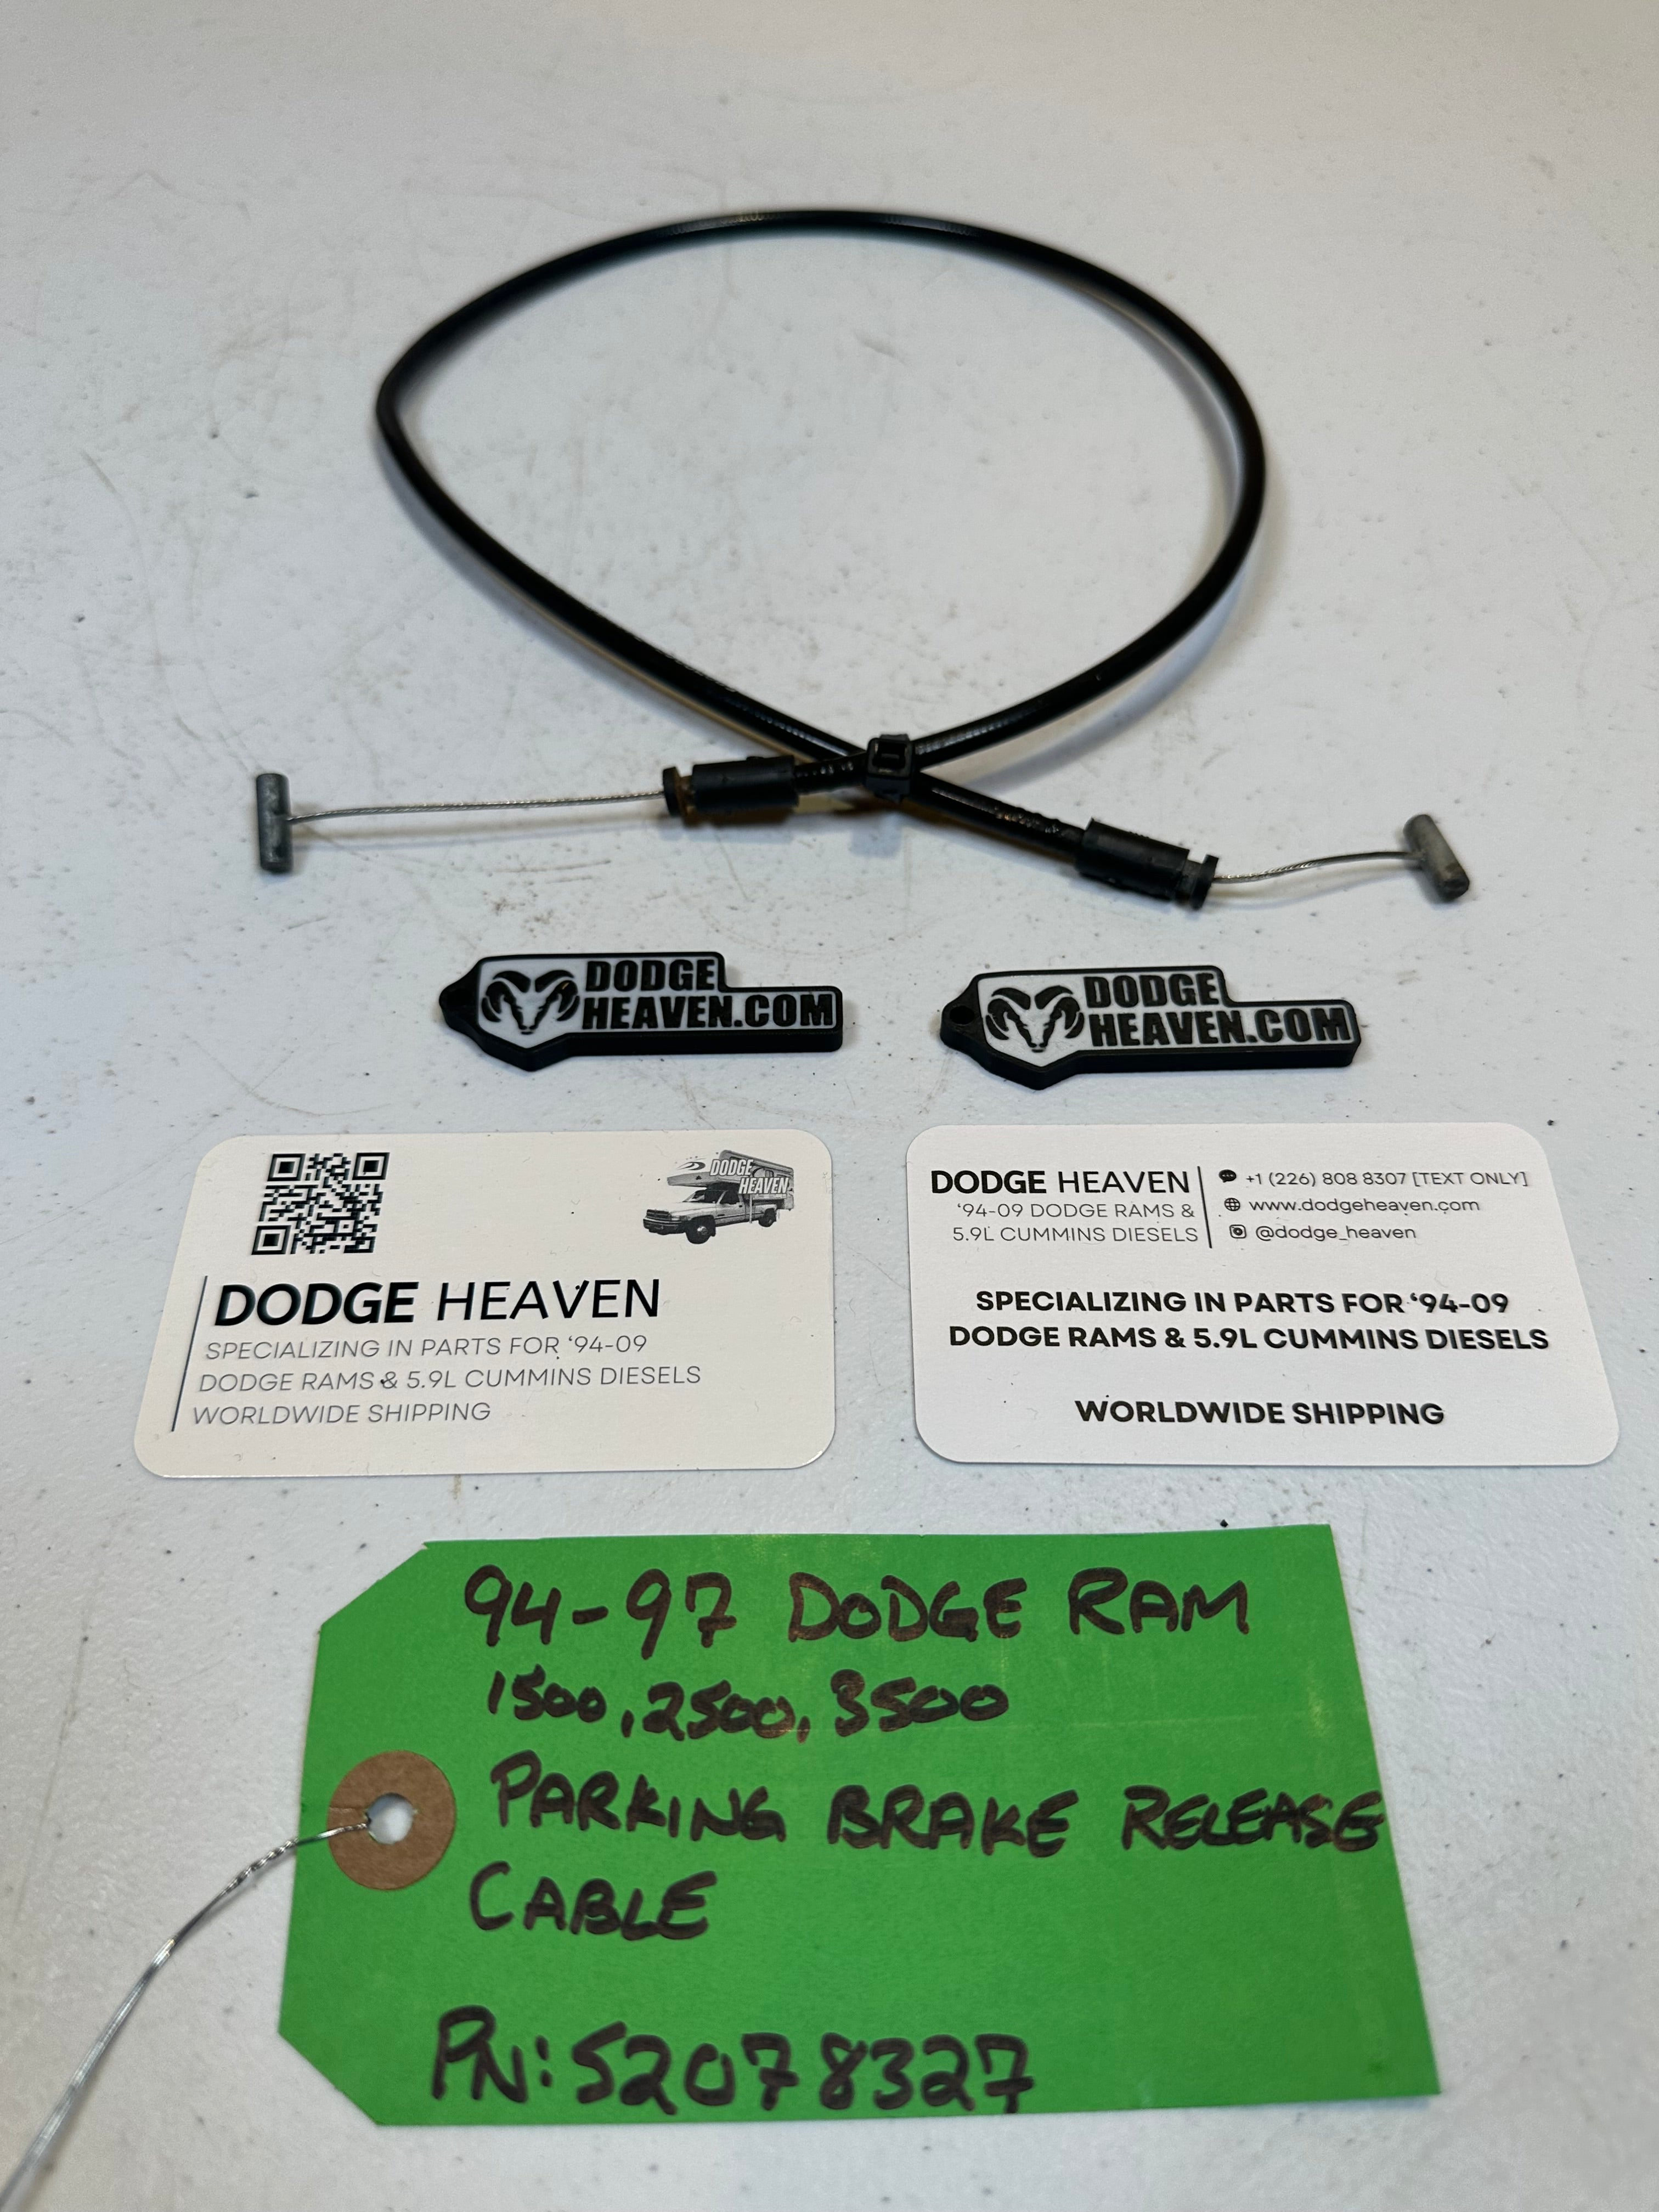 DODGE
HEAVEN.COM
DODGE
HEAVEN.COM
DODGE
HEAVEN
DODGE HEAVEN
SPECIALIZING IN PARTS FOR ‘94-09
DODGE RAMS & 5.9L CUMMINS DIESELS
WORLDWIDE SHIPPING
DODGE HEAVEN
‘94-09 DODGE RAMS &
5.9L CUMMINS DIESELS
+1 (226) 808 8307 [TEXT ONLY]
www.dodgeheaven.com
@dodge_heaven
SPECIALIZING IN PARTS FOR ‘94-09
DODGE RAMS & 5.9L CUMMINS DIESELS
WORLDWIDE SHIPPING
94-97 DODGE RAM
1500, 2500, 3500
PARKING BRAKE RELEASE
CABLE
PN: 52078327